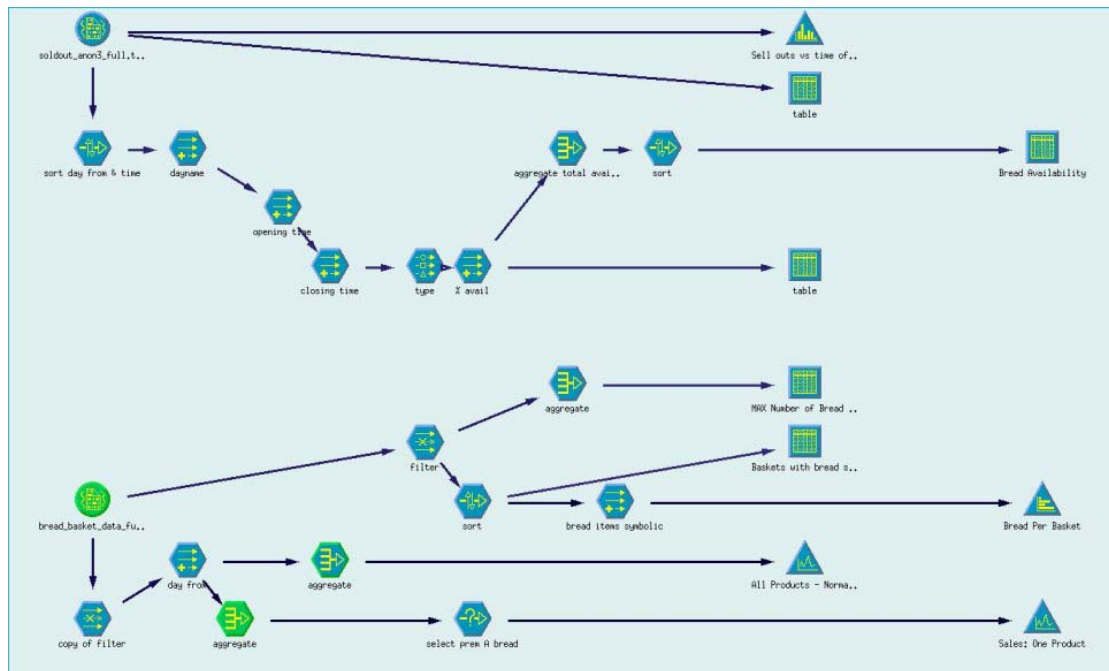 soldout_anon3_full.t..
Sell outs vs time of..
table
sort day from & time
dayname
aggregate total avai..
sort
Bread Availability
opening time
closing time
type
% avail
table
aggregate
MAX Number of Bread ..
filter
Baskets with bread s..
bread_basket_data_fu..
sort
bread items symbolic
Bread Per Basket
day from
aggregate
All Products - Norma..
copy of filter
aggregate
select prem A bread
Sales: One Product